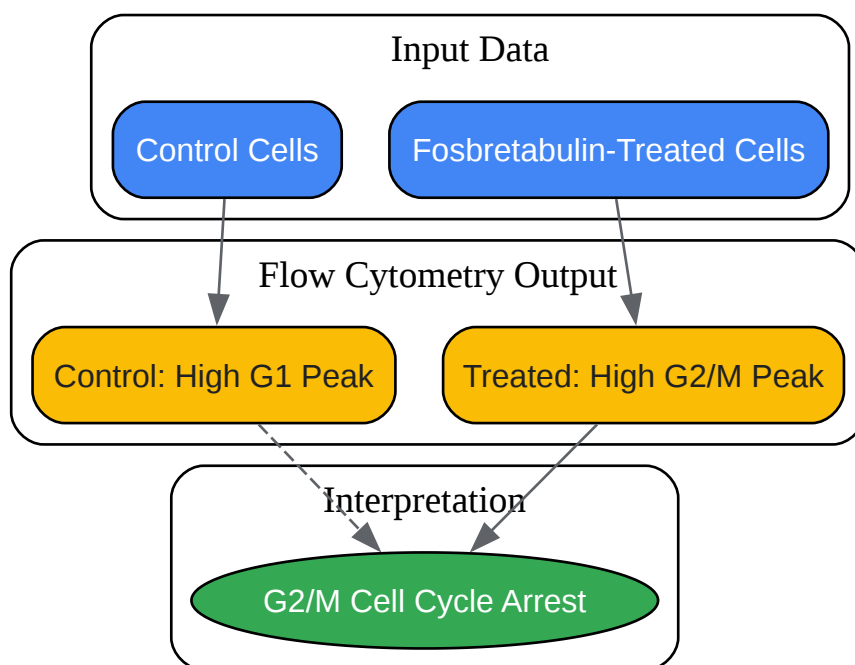 Input Data
Control Cells
Fosbretabulin-Treated Cells
Flow Cytometry Output
Control: High G1 Peak
Treated: High G2/M Peak
Interpretation
G2/M Cell Cycle Arrest